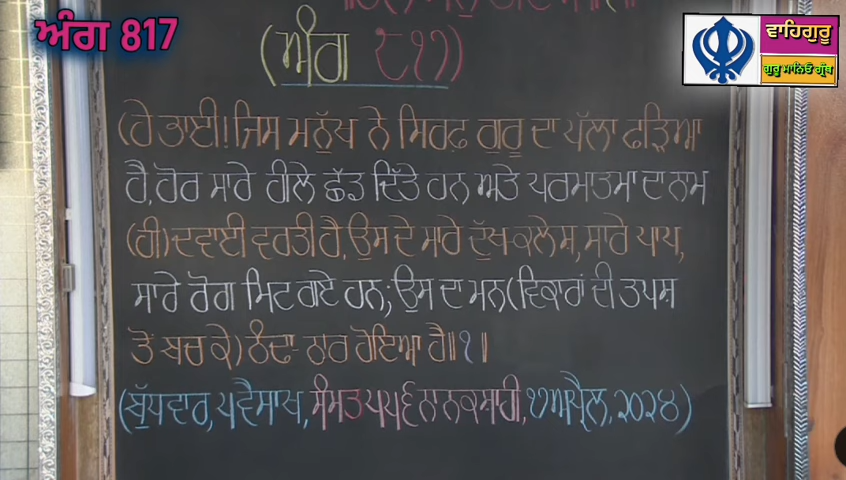 ਅੰਗ 817
ਵਾਹਿਗੁਰੂ
ਗੁਰੂ ਮਾਨਿਓ ਗ੍ਰੰਥ
(ਅੰਗ ੮੧੭)
(ਹੇ ਭਾਈ! ਜਿਸ ਮਨੁੱਖ ਨੇ ਸਿਰਫ਼ ਗੁਰੂ ਦਾ ਪੱਲਾ ਫੜਿਆ
ਹੈ, ਹੋਰ ਸਾਰੇ ਹੀਲੇ ਛੱਡ ਦਿੱਤੇ ਹਨ ਅਤੇ ਪਰਮਾਤਮਾ ਦਾ ਨਾਮ
(ਹੀ) ਦਵਾਈ ਵਰਤੀ ਹੈ, ਉਸ ਦੇ ਸਾਰੇ ਦੁੱਖ-ਕਲੇਸ਼, ਸਾਰੇ ਪਾਪ,
ਸਾਰੇ ਰੋਗ ਮਿਟ ਗਏ ਹਨ; ਉਸ ਦਾ ਮਨ (ਵਿਕਾਰਾਂ ਦੀ ਤਪਸ਼
ਤੋਂ ਬਚ ਕੇ) ਠੰਢਾ-ਠਾਰ ਹੋਇਆ ਹੈ॥੧॥
(ਬੁੱਧਵਾਰ, ੫ ਵੈਸਾਖ, ਸੰਮਤ ੫੫੬ ਨਾਨਕਸ਼ਾਹੀ, ੧੭ ਅਪ੍ਰੈਲ, ੨੦੨੪)